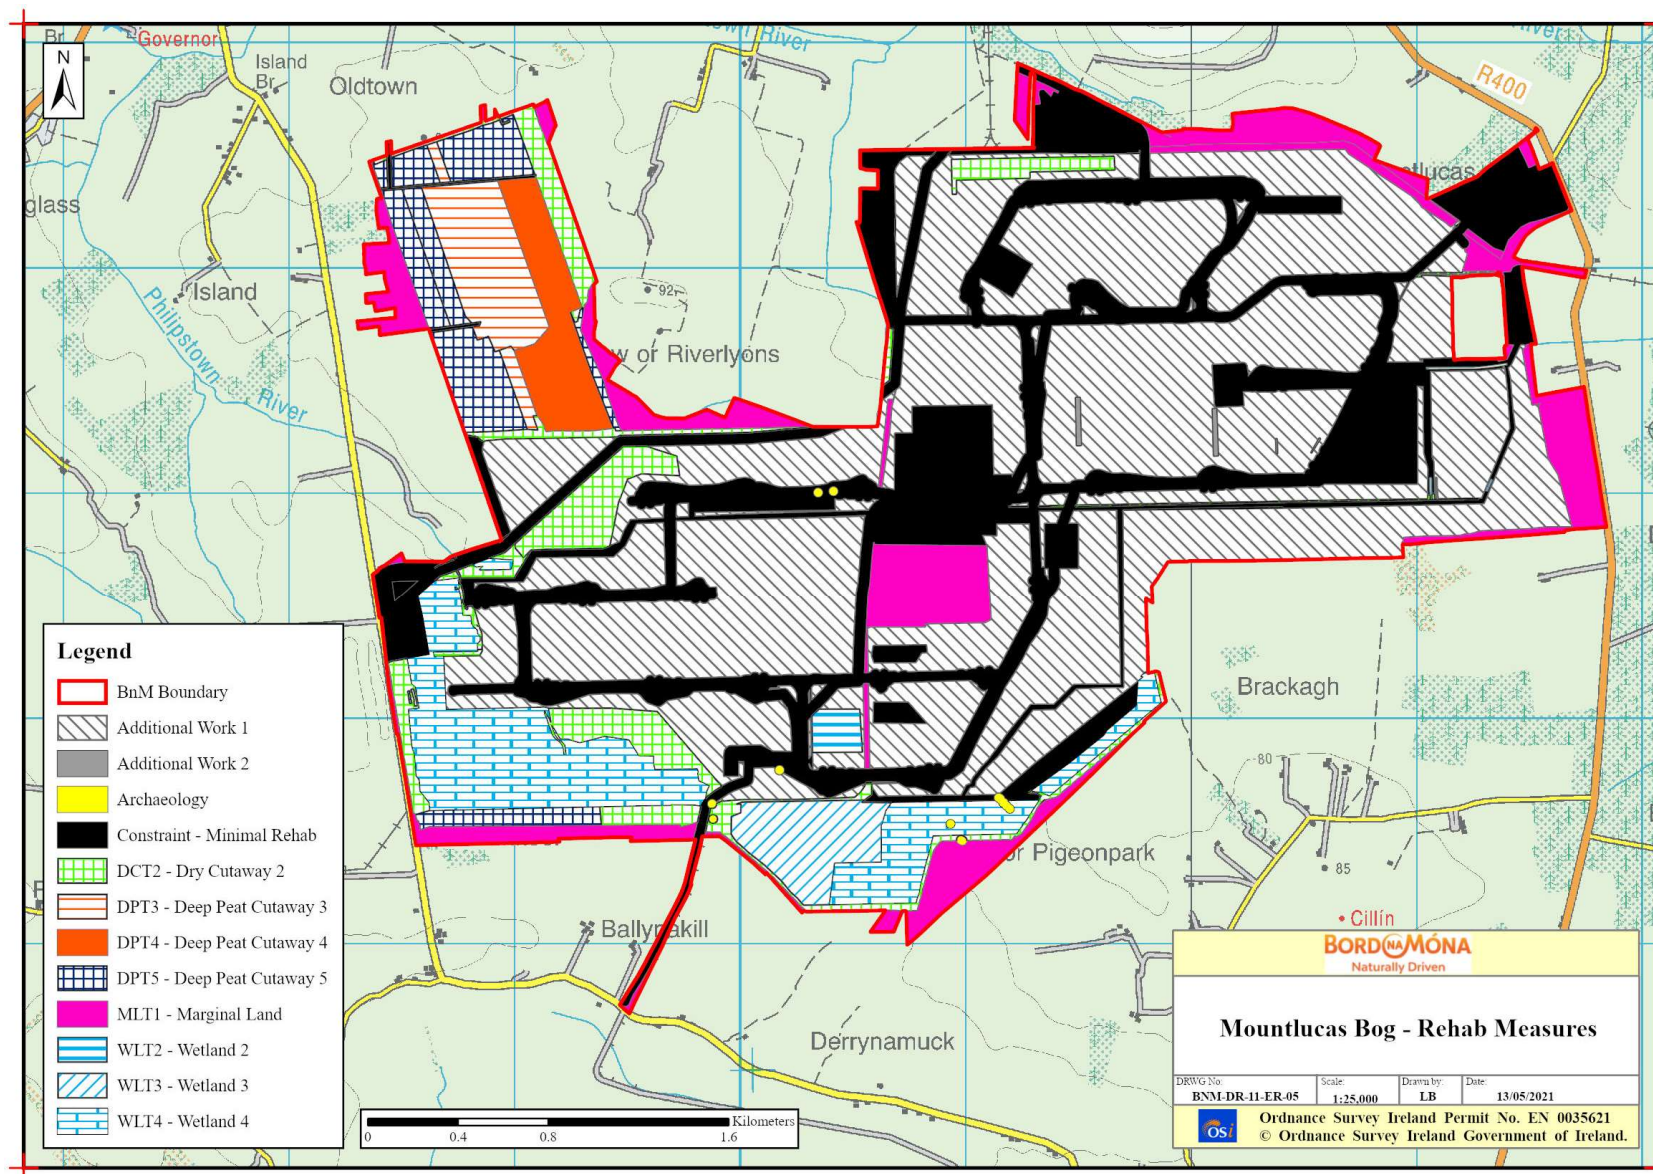 Br
Governor
N
Island
Br
Oldtown
River
River
R400
glass
Island
92
Philipstown
River
w or Riverlyons
tlucas
Legend
BnM Boundary
Additional Work 1
Additional Work 2
Archaeology
Constraint - Minimal Rehab
DCT2 - Dry Cutaway 2
DPT3 - Deep Peat Cutaway 3
DPT4 - Deep Peat Cutaway 4
DPT5 - Deep Peat Cutaway 5
MLT1 - Marginal Land
WLT2 - Wetland 2
WLT3 - Wetland 3
WLT4 - Wetland 4
Brackagh
80
or Pigeonpark
85
Cillín
Ballynakill
Derrynamuck
Kilometers
0 0.4 0.8 1.6
BORD NA MÓNA
Naturally Driven
Mountlucas Bog - Rehab Measures
DRWG No: Scale: Drawn by: Date:
BNM-DR-11-ER-05 1:25,000 LB 13/05/2021
OSi
Ordnance Survey Ireland Permit No. EN 0035621
© Ordnance Survey Ireland Government of Ireland.